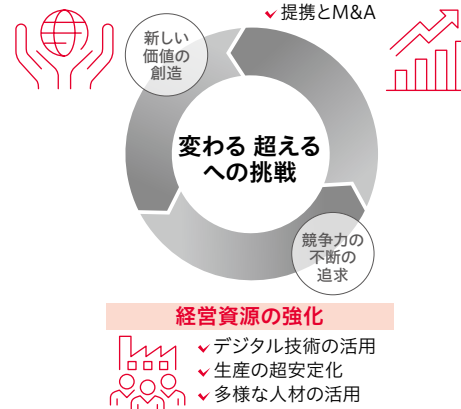 ✓提携とM&A
新しい
価値の
創造
変わる 超える
への挑戦
競争力の
不断の
追求
経営資源の強化
✓デジタル技術の活用
✓生産の超安定化
✓多様な人材の活用